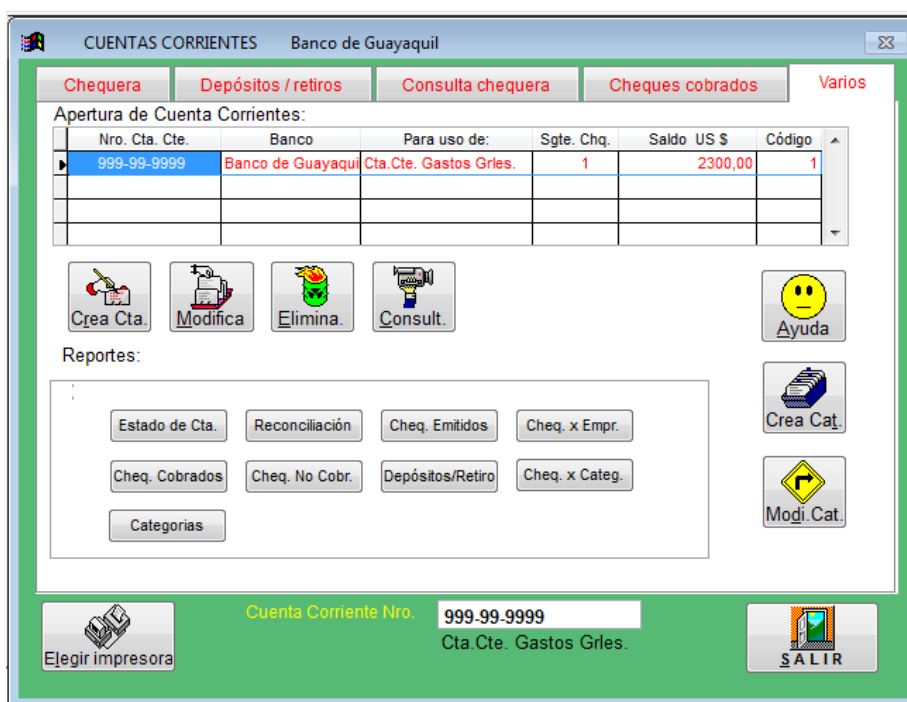 CUENTAS CORRIENTES Banco de Guayaquil
Chequera Depósitos / retiros Consulta chequera Cheques cobrados Varios
Apertura de Cuenta Corrientes:
Nro. Cta. Cte. Banco Para uso de: Sgte. Chq. Saldo US $ Código
999-99-9999 Banco de Guayaqui Cta.Cte. Gastos Grles. 1 2300,00 1
Crea Cta. Modifica Elimina. Consult.
Ayuda
Reportes:
Crea Cat.
Estado de Cta. Reconciliación Cheq. Emitidos Cheq. x Empr.
Cheq. Cobrados Cheq. No Cobr. Depósitos/Retiro Cheq. x Categ.
Modi.Cat.
Categorias
Cuenta Corriente Nro. 999-99-9999
Cta.Cte. Gastos Grles.
Elegir impresora
SALIR